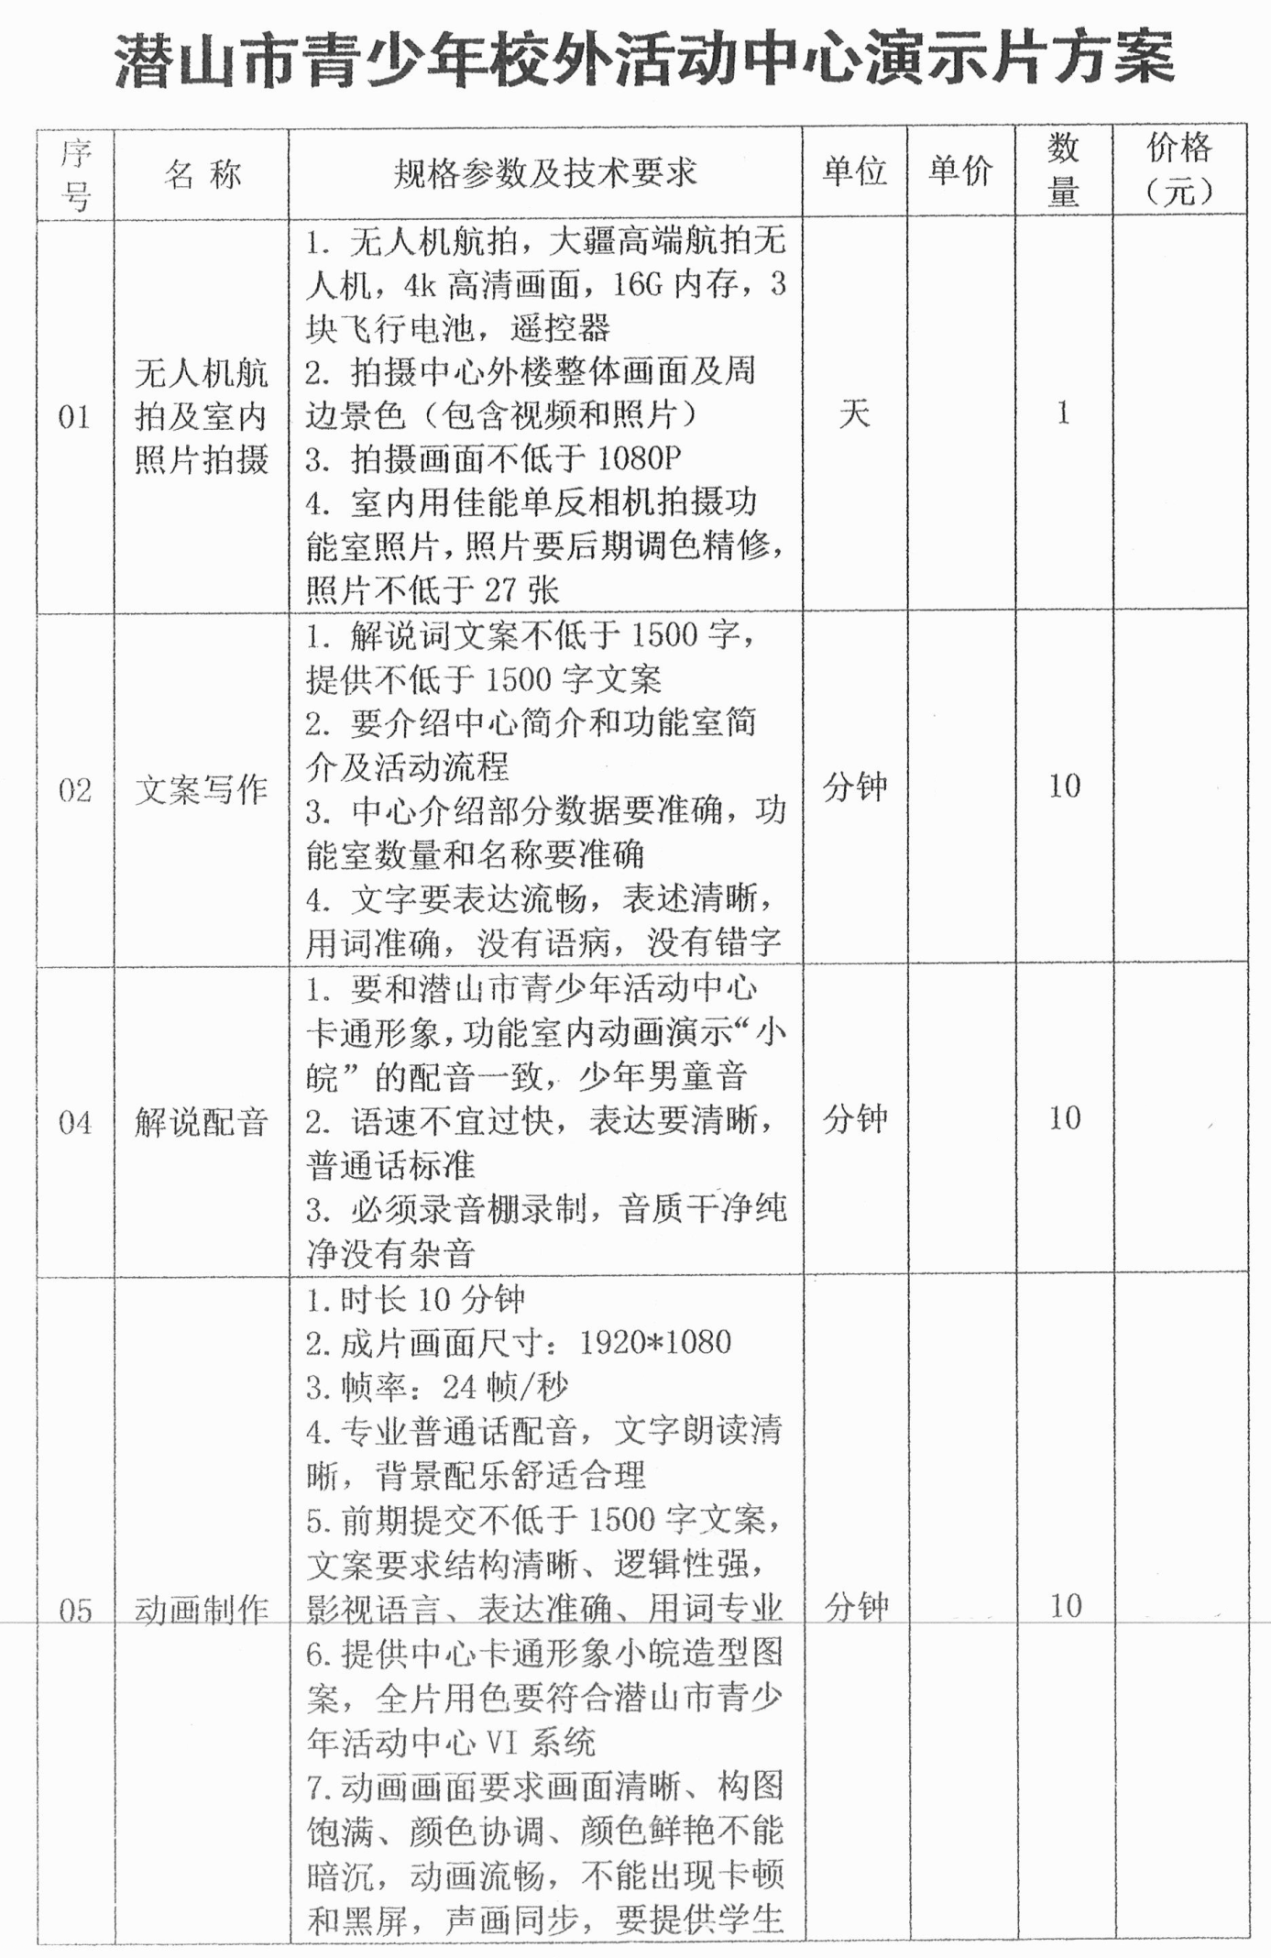 潜山市青少年校外活动中心演示片方案
序号
名 称
规格参数及技术要求
单位
单价
数量
价格（元）
01
无人机航
拍及室内
照片拍摄
1. 无人机航拍，大疆高端航拍无
人机，4k 高清画面，16G 内存，3
块飞行电池，遥控器
2. 拍摄中心外楼整体画面及周
边景色（包含视频和照片）
3. 拍摄画面不低于 1080P
4. 室内用佳能单反相机拍摄功
能室照片，照片要后期调色精修，
照片不低于 27 张
天
1
02
文案写作
1. 解说词文案不低于 1500 字，
提供不低于 1500 字文案
2. 要介绍中心简介和功能室简
介及活动流程
3. 中心介绍部分数据要准确，功
能室数量和名称要准确
4. 文字要表达流畅，表述清晰，
用词准确，没有语病，没有错字
分钟
10
04
解说配音
1. 要和潜山市青少年活动中心
卡通形象，功能室内动画演示“小
皖”的配音一致，少年男童音
2. 语速不宜过快，表达要清晰，
普通话标准
3. 必须录音棚录制，音质干净纯
净没有杂音
分钟
10
05
动画制作
1.时长 10 分钟
2.成片画面尺寸：1920*1080
3.帧率：24 帧/秒
4.专业普通话配音，文字朗读清
晰，背景配乐舒适合理
5.前期提交不低于 1500 字文案，
文案要求结构清晰、逻辑性强，
影视语言、表达准确、用词专业
6.提供中心卡通形象小皖造型图
案，全片用色要符合潜山市青少
年活动中心 VI 系统
7.动画画面要求画面清晰、构图
饱满、颜色协调、颜色鲜艳不能
暗沉，动画流畅，不能出现卡顿
和黑屏，声画同步，要提供学生
分钟
10